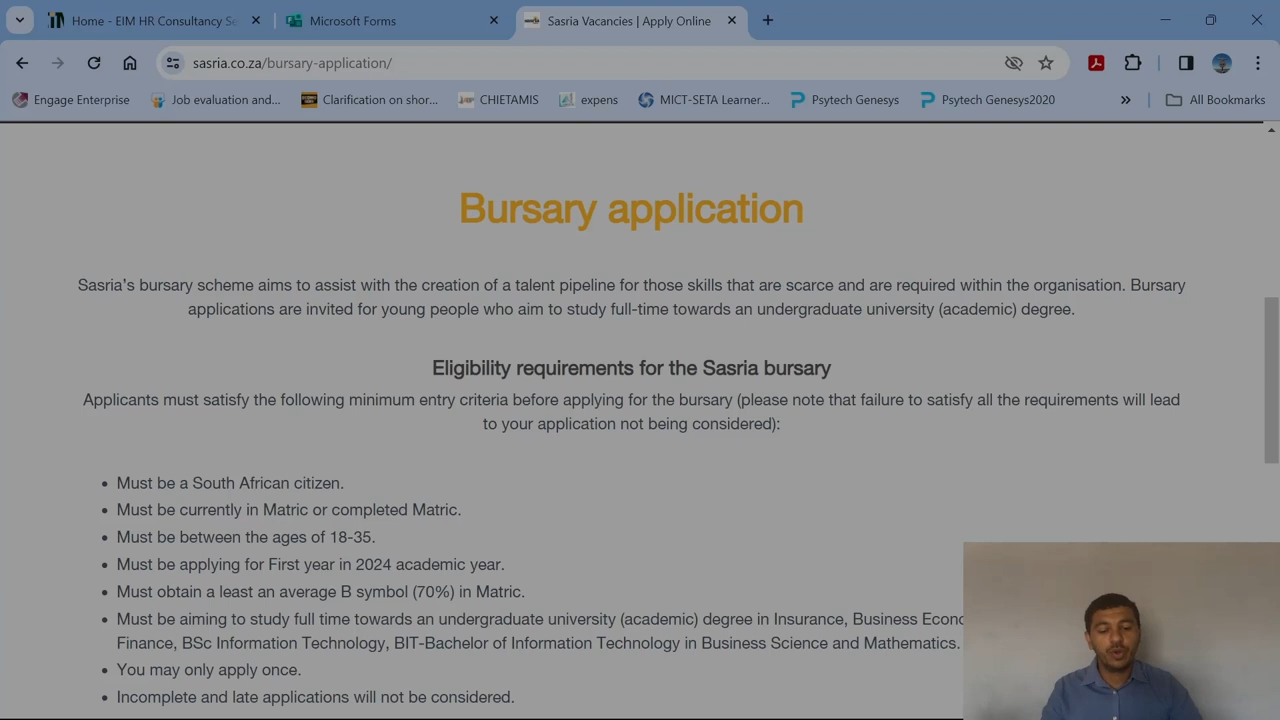 Home - EIM HR Consultancy Se
Microsoft Forms
Sasria Vacancies | Apply Online
sasria.co.za/bursary-application/
Engage Enterprise
Job evaluation and...
Clarification on shor...
CHIETAMIS
expens
MICT-SETA Learner...
Psytech Genesys
Psytech Genesys2020
All Bookmarks
Bursary application
Sasria's bursary scheme aims to assist with the creation of a talent pipeline for those skills that are scarce and are required within the organisation. Bursary
applications are invited for young people who aim to study full-time towards an undergraduate university (academic) degree.
Eligibility requirements for the Sasria bursary
Applicants must satisfy the following minimum entry criteria before applying for the bursary (please note that failure to satisfy all the requirements will lead
to your application not being considered):
Must be a South African citizen.
Must be currently in Matric or completed Matric.
Must be between the ages of 18-35.
Must be applying for First year in 2024 academic year.
Must obtain a least an average B symbol (70%) in Matric.
Must be aiming to study full time towards an undergraduate university (academic) degree in Insurance, Business Econo
Finance, BSc Information Technology, BIT-Bachelor of Information Technology in Business Science and Mathematics.
You may only apply once.
Incomplete and late applications will not be considered.